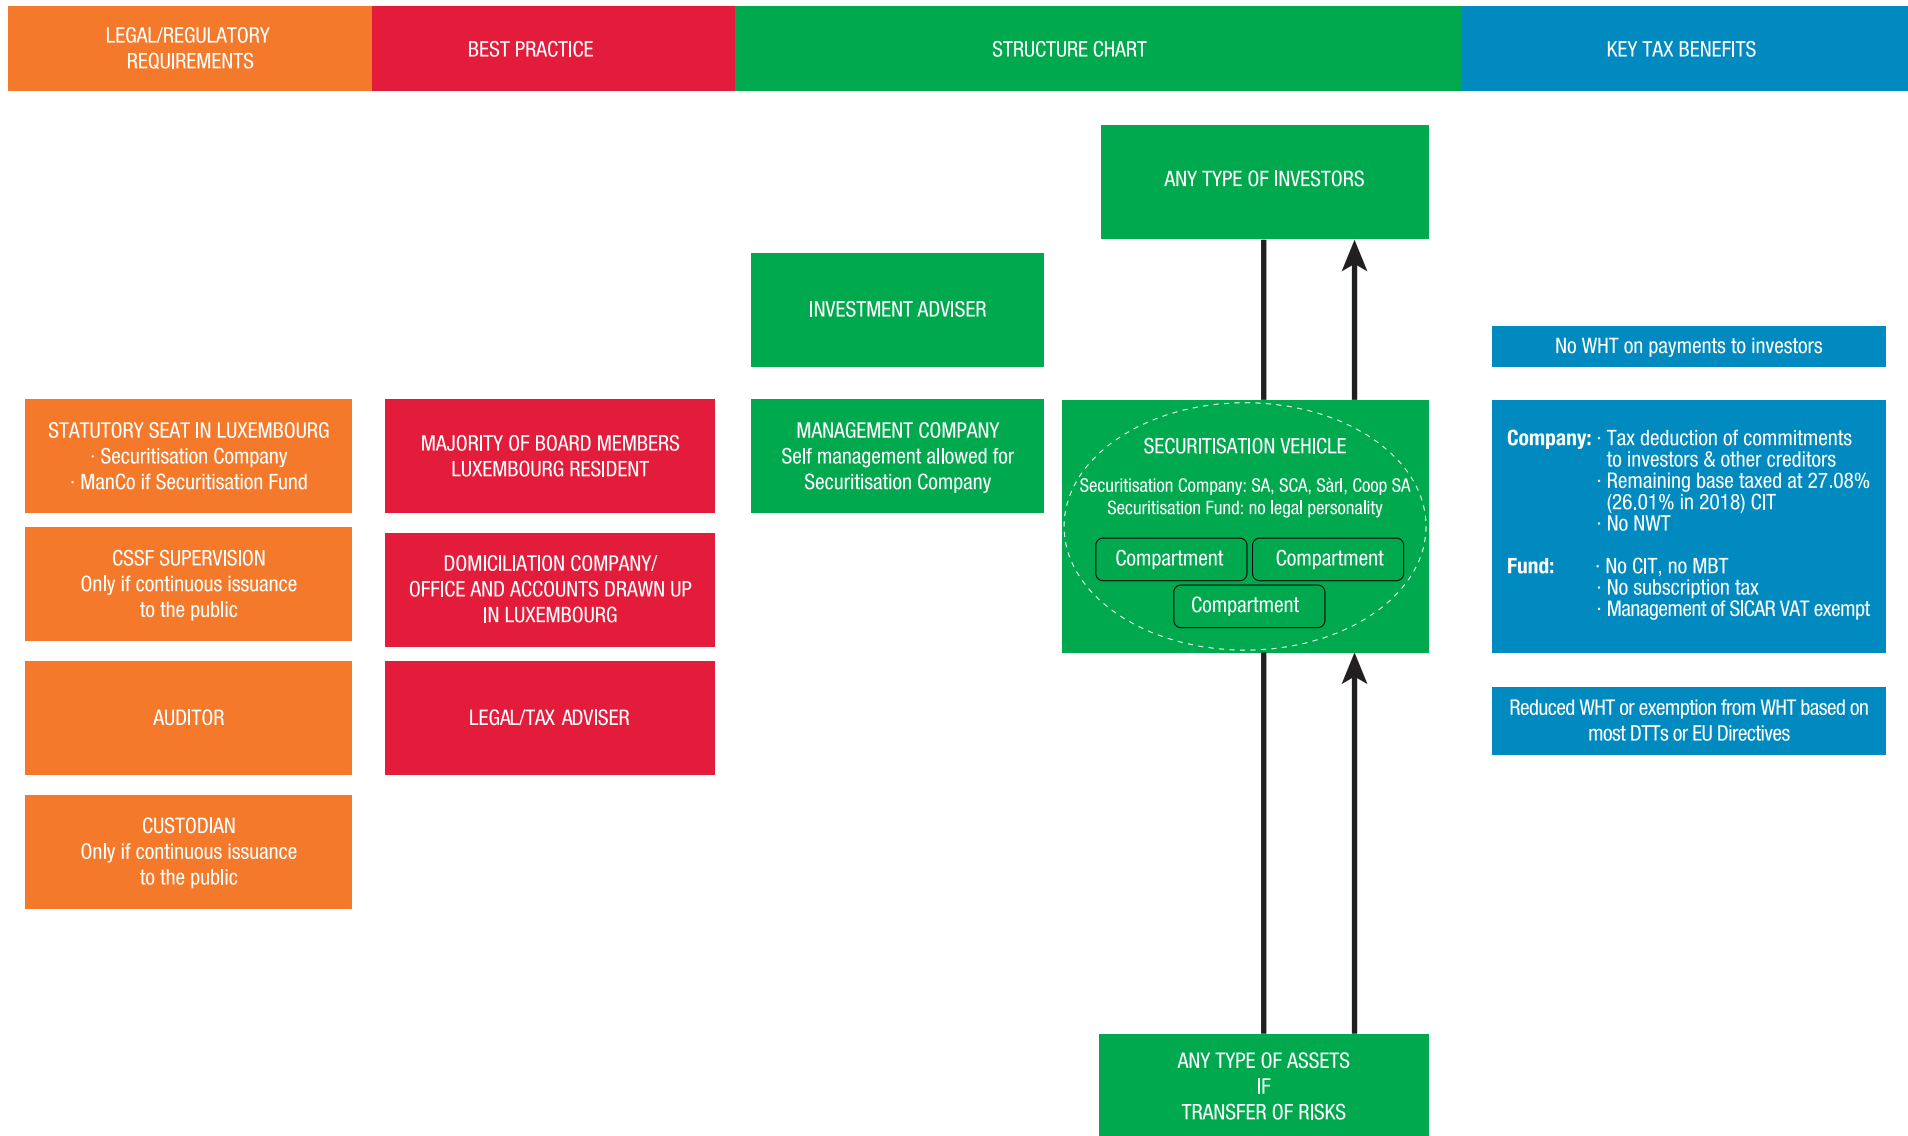 LEGAL/REGULATORY
REQUIREMENTS
BEST PRACTICE
STRUCTURE CHART
KEY TAX BENEFITS
ANY TYPE OF INVESTORS
INVESTMENT ADVISER
No WHT on payments to investors
STATUTORY SEAT IN LUXEMBOURG
· Securitisation Company
· ManCo if Securitisation Fund
MAJORITY OF BOARD MEMBERS
LUXEMBOURG RESIDENT
MANAGEMENT COMPANY
Self management allowed for
Securitisation Company
SECURITISATION VEHICLE
Securitisation Company: SA, SCA, Sàrl, Coop SA
Securitisation Fund: no legal personality
Compartment
Compartment
Compartment
Company: · Tax deduction of commitments
to investors & other creditors
· Remaining base taxed at 27.08%
(26.01% in 2018) CIT
· No NWT
Fund: · No CIT, no MBT
· No subscription tax
· Management of SICAR VAT exempt
CSSF SUPERVISION
Only if continuous issuance
to the public
DOMICILIATION COMPANY/
OFFICE AND ACCOUNTS DRAWN UP
IN LUXEMBOURG
AUDITOR
LEGAL/TAX ADVISER
Reduced WHT or exemption from WHT based on
most DTTs or EU Directives
CUSTODIAN
Only if continuous issuance
to the public
ANY TYPE OF ASSETS
IF
TRANSFER OF RISKS